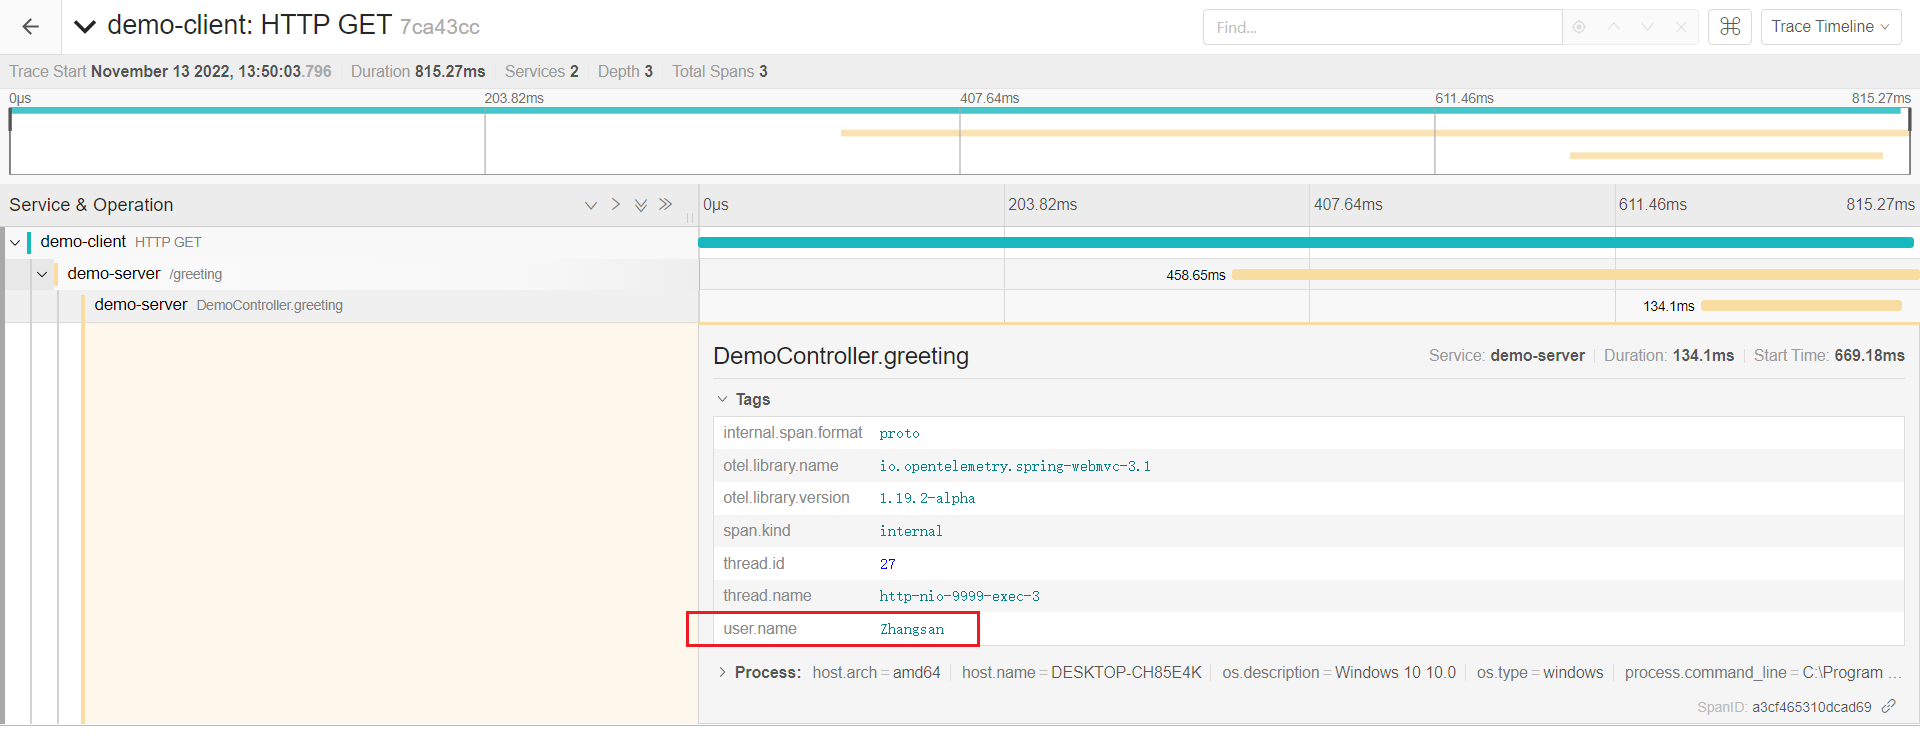 demo-client: HTTP GET 7ca43cc
Find...
Trace Timeline
Trace Start November 13 2022, 13:50:03.796 Duration 815.27ms Services 2 Depth 3 Total Spans 3
0μs 203.82ms 407.64ms 611.46ms 815.27ms
Service & Operation 0μs 203.82ms 407.64ms 611.46ms 815.27ms
demo-client HTTP GET
demo-server /greeting 458.65ms
demo-server DemoController.greeting 134.1ms
DemoController.greeting Service: demo-server Duration: 134.1ms Start Time: 669.18ms
Tags
internal.span.format proto
otel.library.name io.opentelemetry.spring-webmvc-3.1
otel.library.version 1.19.2-alpha
span.kind internal
thread.id 27
thread.name http-nio-9999-exec-3
user.name Zhangsan
Process: host.arch = amd64 host.name = DESKTOP-CH85E4K os.description = Windows 10 10.0 os.type = windows process.command_line = C:\Program ...
SpanID: a3cf465310dcad69